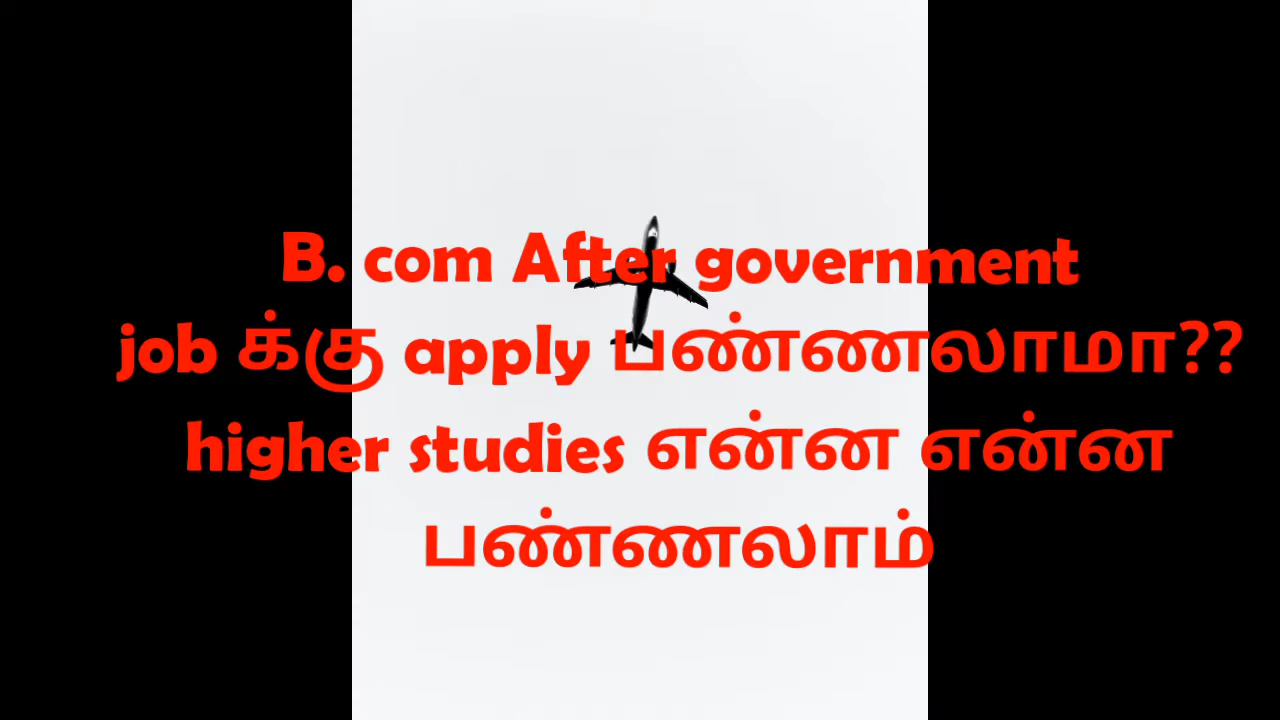 B. com After government
job க்கு apply பண்ணலாமா??
higher studies என்ன என்ன
பண்ணலாம்